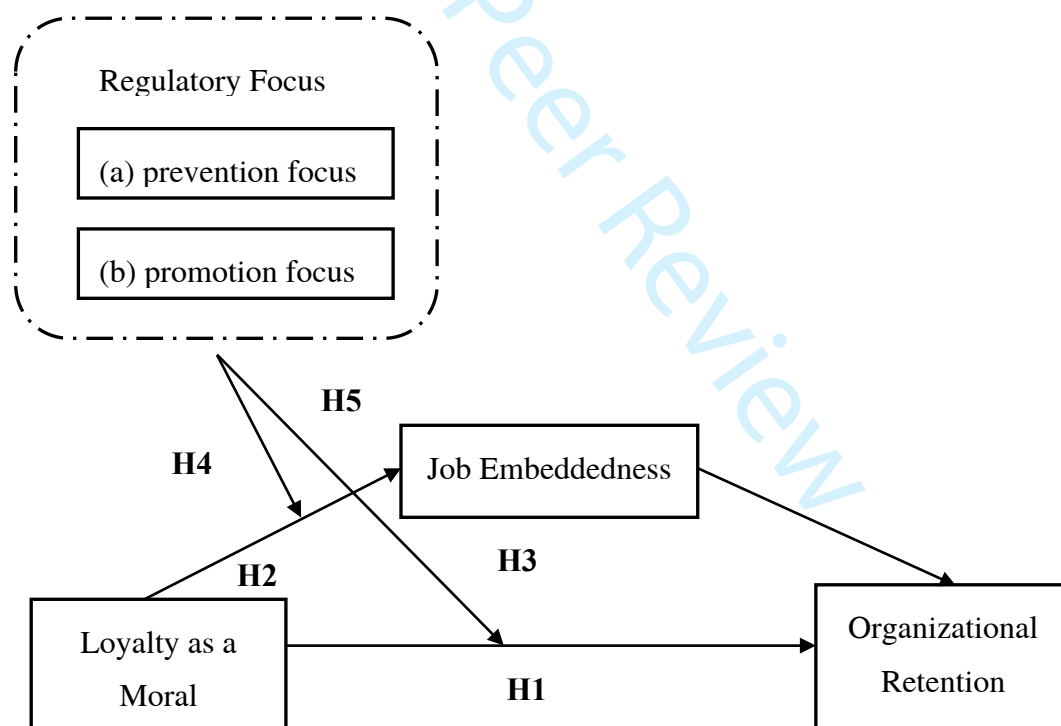 Regulatory Focus
(a) prevention focus
(b) promotion focus
H5
H4
Job Embeddedness
H3
H2
Loyalty as a
Moral
H1
Organizational
Retention
Peer Review